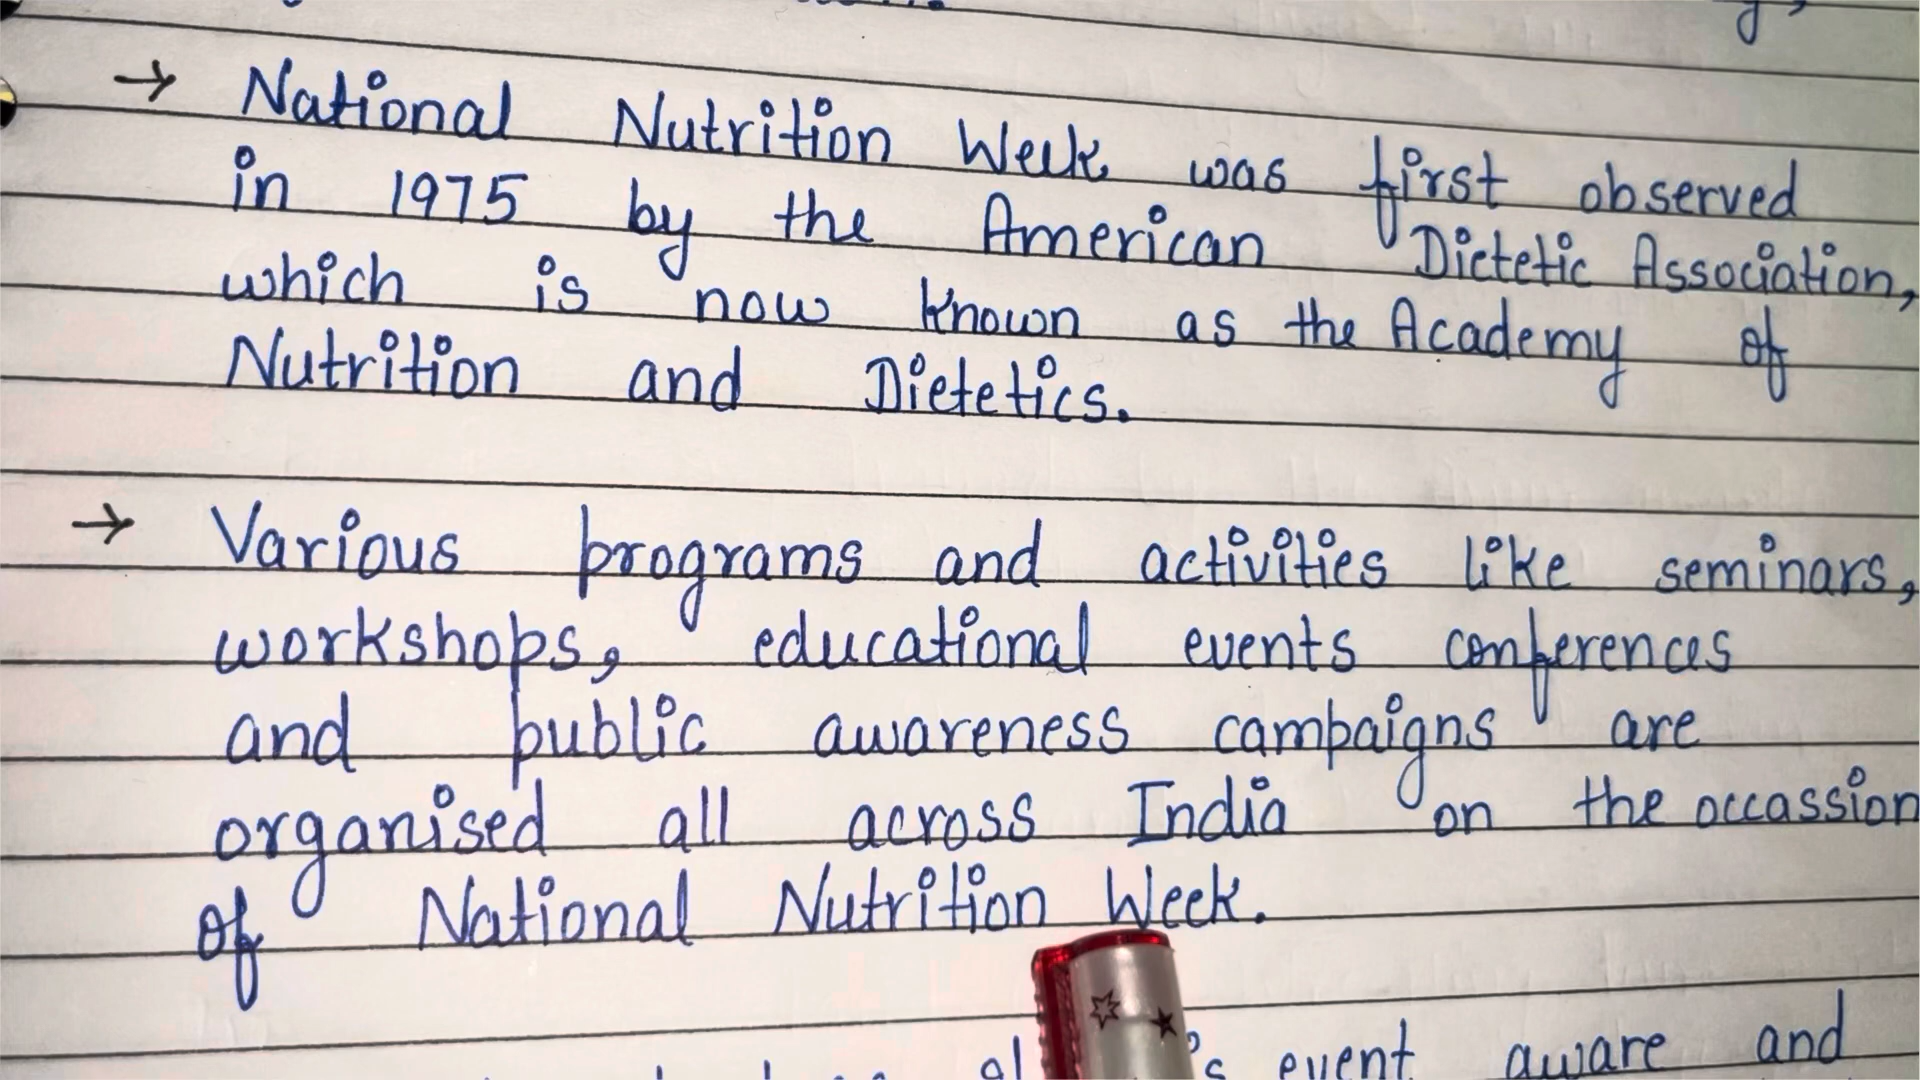 → National Nutrition Week was first observed
in 1975 by the American Dietetic Association,
which is now known as the Academy of
Nutrition and Dietetics.
→ Various programs and activities like seminars,
workshops, educational events conferences
and public awareness campaigns are
organised all across India on the occassion
of National Nutrition Week.
event aware and